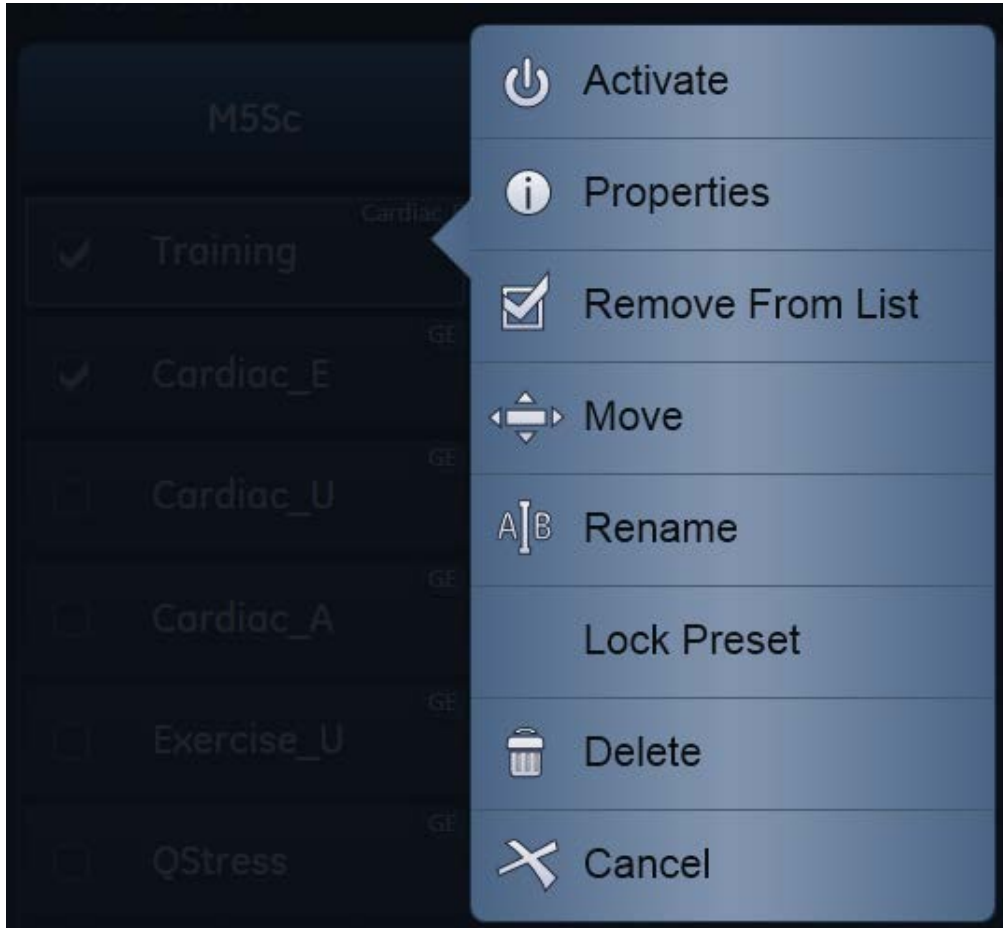 M5Sc
Training
Cardiac_E
GE
Cardiac_U
GE
Cardiac_A
GE
Exercise_U
GE
QStress
GE
Activate
Properties
Remove From List
Move
A B Rename
Lock Preset
Delete
Cancel